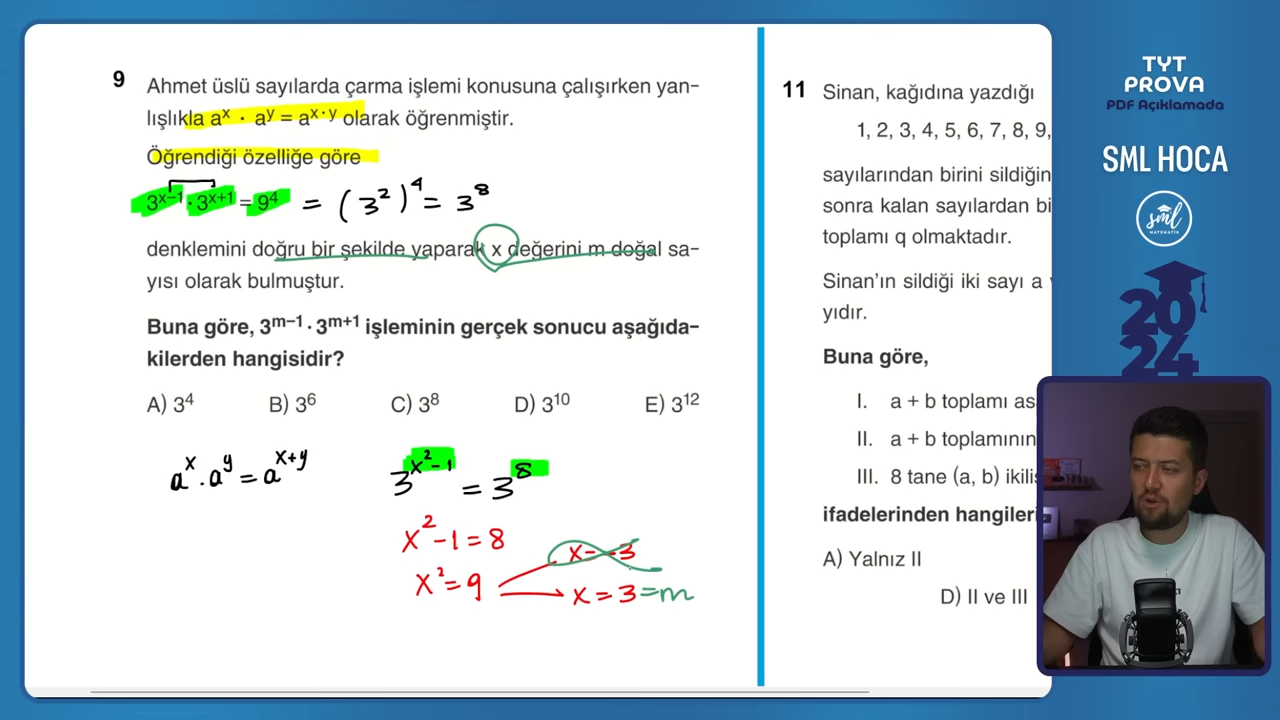 9
Ahmet üslü sayılarda çarma işlemi konusuna çalışırken yan-
lışlıkla aˣ · aʸ = aˣ·ʸ olarak öğrenmiştir.
Öğrendiği özelliğe göre
3ˣ⁻¹ · 3ˣ⁺¹ = 9⁴ = (3²)⁴ = 3⁸
denklemini doğru bir şekilde yaparak x değerini m doğal sa-
yısı olarak bulmuştur.
Buna göre, 3ᵐ⁻¹ · 3ᵐ⁺¹ işleminin gerçek sonucu aşağıda-
kilerden hangisidir?
A) 3⁴ B) 3⁶ C) 3⁸ D) 3¹⁰ E) 3¹²
aˣ . aʸ = aˣ⁺ʸ
3^(x²-1) = 3⁸
x²-1 = 8
x² = 9
x=-3
x = 3 = m
11
Sinan, kağıdına yazdığı
1, 2, 3, 4, 5, 6, 7, 8, 9,
sayılarından birini sildiğin
sonra kalan sayılardan bi
toplamı q olmaktadır.
Sinan'ın sildiği iki sayı a
yıdır.
Buna göre,
I. a + b toplamı as
II. a + b toplamının
III. 8 tane (a, b) ikilis
ifadelerinden hangileri
A) Yalnız II
D) II ve III
TYT
PROVA
PDF Açıklamada
SML HOCA
sml
MATEMATİK
20
24